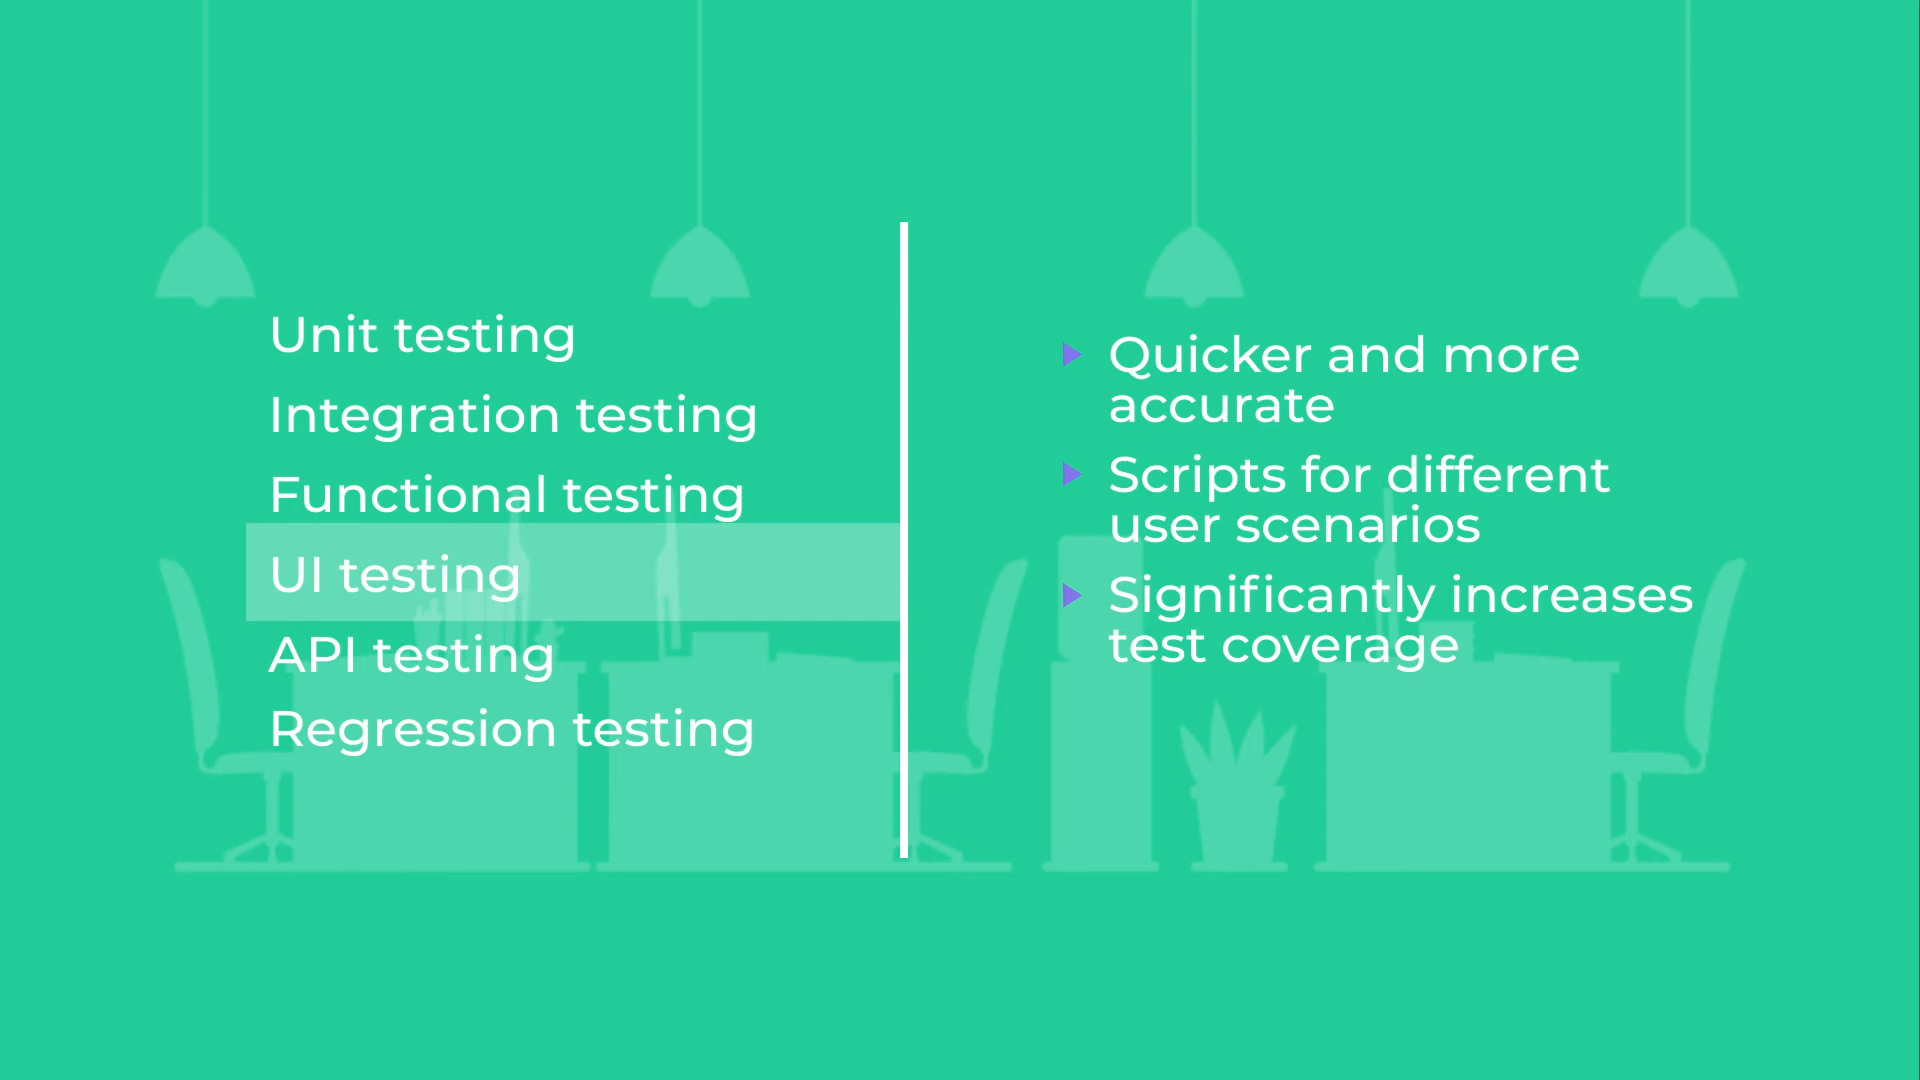 Unit testing
Integration testing
Functional testing
UI testing
API testing
Regression testing
Quicker and more
accurate
Scripts for different
user scenarios
Significantly increases
test coverage